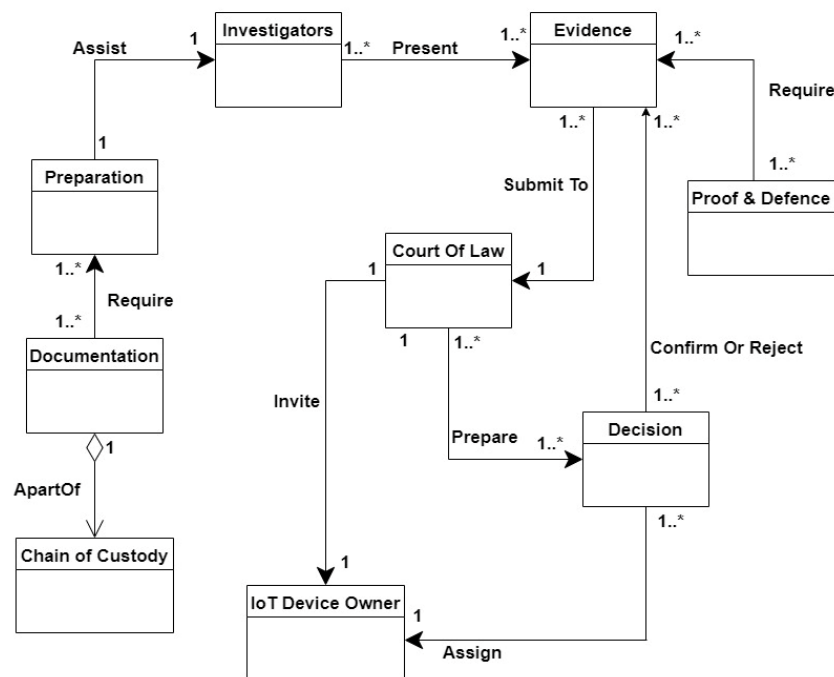 Investigators
Evidence
Assist
1
1..*
Present
1..*
1..*
Require
1
1..*
1..*
Preparation
Submit To
1..*
Proof & Defence
Court Of Law
1..*
1
1
Require
1..*
1
1..*
Documentation
Confirm Or Reject
Invite
1..*
1
Prepare
1..*
Decision
ApartOf
1..*
Chain of Custody
1
IoT Device Owner
1
Assign